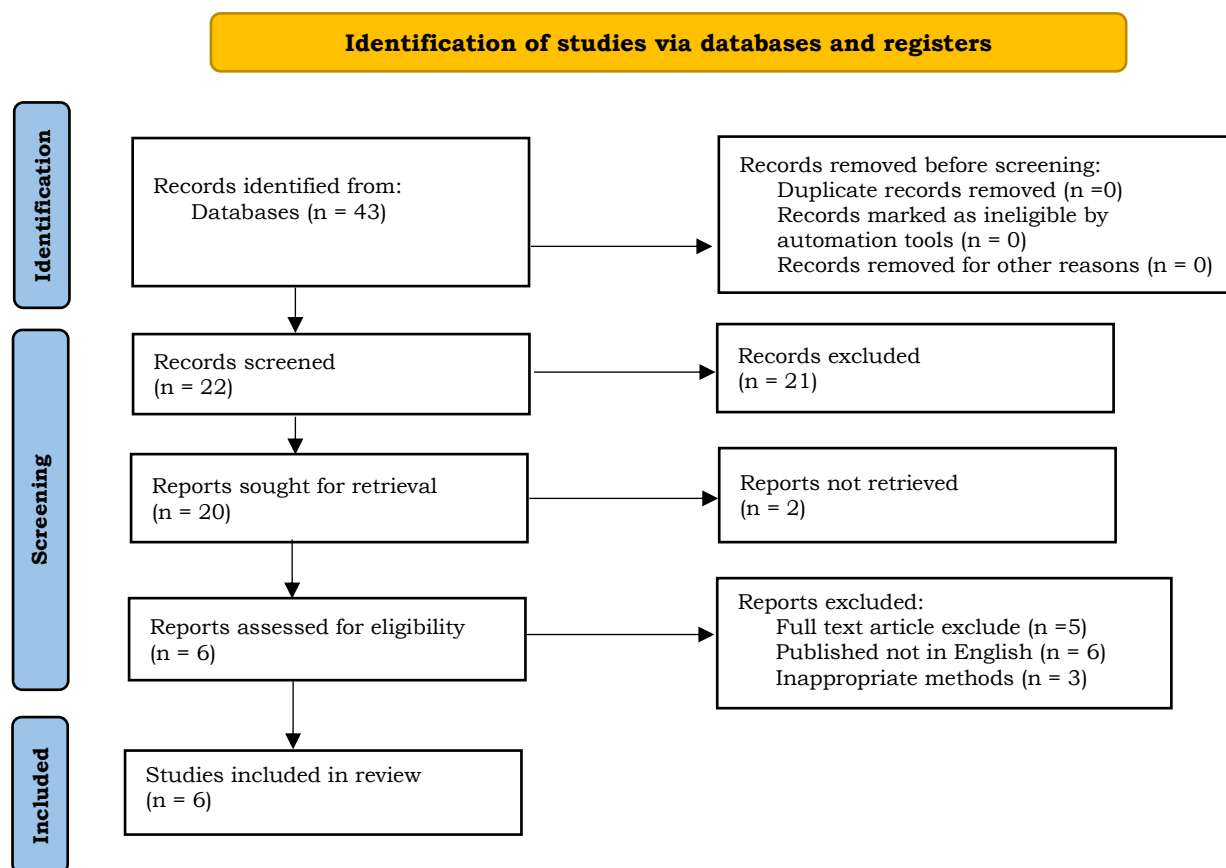 Identification of studies via databases and registers
Identification
Records identified from:
Databases (n = 43)
Records removed before screening:
Duplicate records removed (n =0)
Records marked as ineligible by
automation tools (n = 0)
Records removed for other reasons (n = 0)
Screening
Records screened
(n = 22)
Records excluded
(n = 21)
Reports sought for retrieval
(n = 20)
Reports not retrieved
(n = 2)
Reports assessed for eligibility
(n = 6)
Reports excluded:
Full text article exclude (n =5)
Published not in English (n = 6)
Inappropriate methods (n = 3)
Included
Studies included in review
(n = 6)